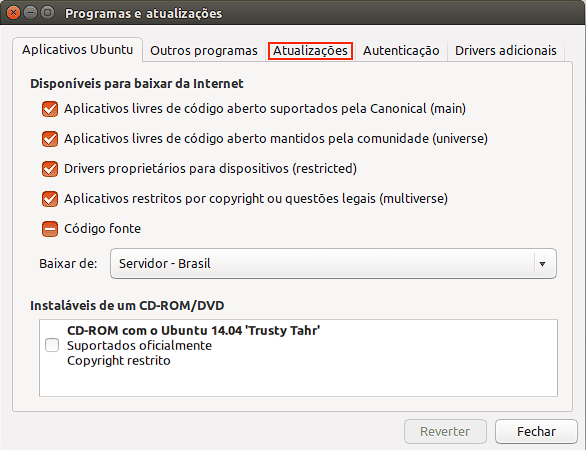 Programas e atualizações
Aplicativos Ubuntu
Outros programas
Atualizações
Autenticação
Drivers adicionais
Disponíveis para baixar da Internet
Aplicativos livres de código aberto suportados pela Canonical (main)
Aplicativos livres de código aberto mantidos pela comunidade (universe)
Drivers proprietários para dispositivos (restricted)
Aplicativos restritos por copyright ou questões legais (multiverse)
Código fonte
Baixar de: Servidor - Brasil
Instaláveis de um CD-ROM/DVD
CD-ROM com o Ubuntu 14.04 'Trusty Tahr'
Suportados oficialmente
Copyright restrito
Reverter
Fechar